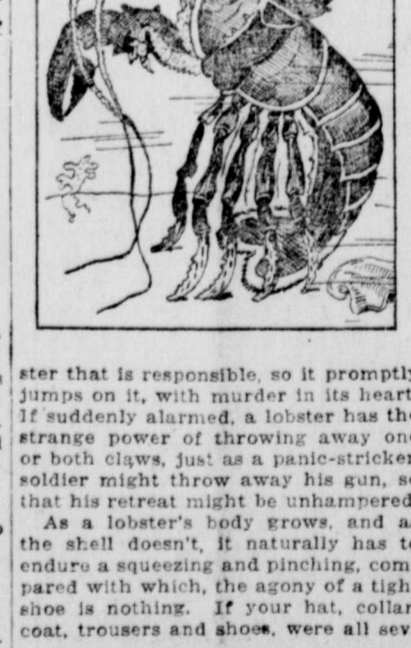 ster that is responsible, so it promptly
jumps on it, with murder in its heart
If suddenly alarmed, a lobster has the
strange power of throwing away one
or both claws, just as a panic-stricken
soldier might throw away his gun, so
that his retreat might be unhampered
As a lobster's body grows, and as
the shell doesn't, it naturally has to
endure a squeezing and pinching, com
pared with which, the agony of a tigh
shoe is nothing. If your hat, collar
coat, trousers and shoes, were all sev